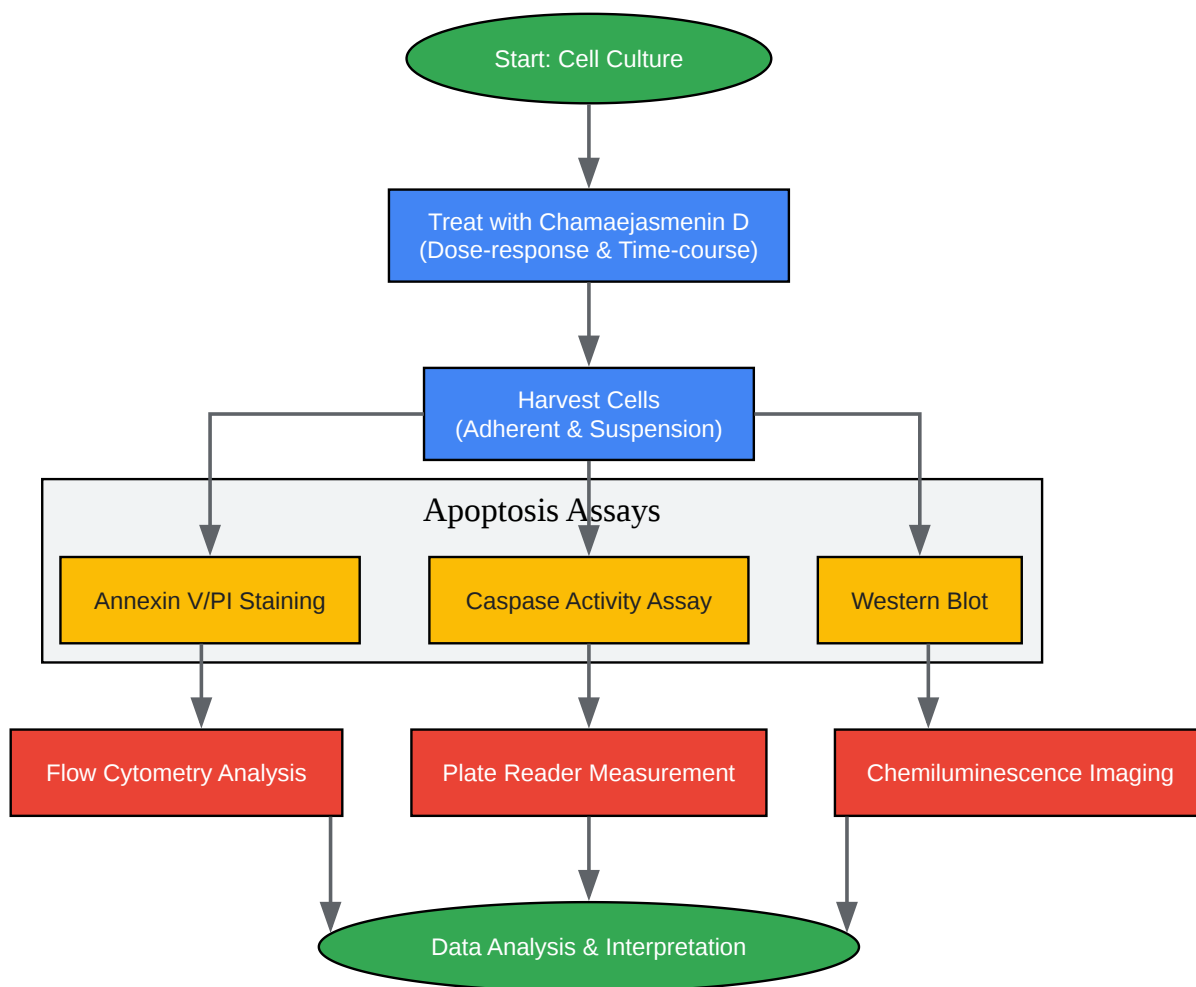 Start: Cell Culture
Treat with Chamaejasmenin D
(Dose-response & Time-course)
Harvest Cells
(Adherent & Suspension)
Apoptosis Assays
Annexin V/PI Staining
Caspase Activity Assay
Western Blot
Flow Cytometry Analysis
Plate Reader Measurement
Chemiluminescence Imaging
Data Analysis & Interpretation